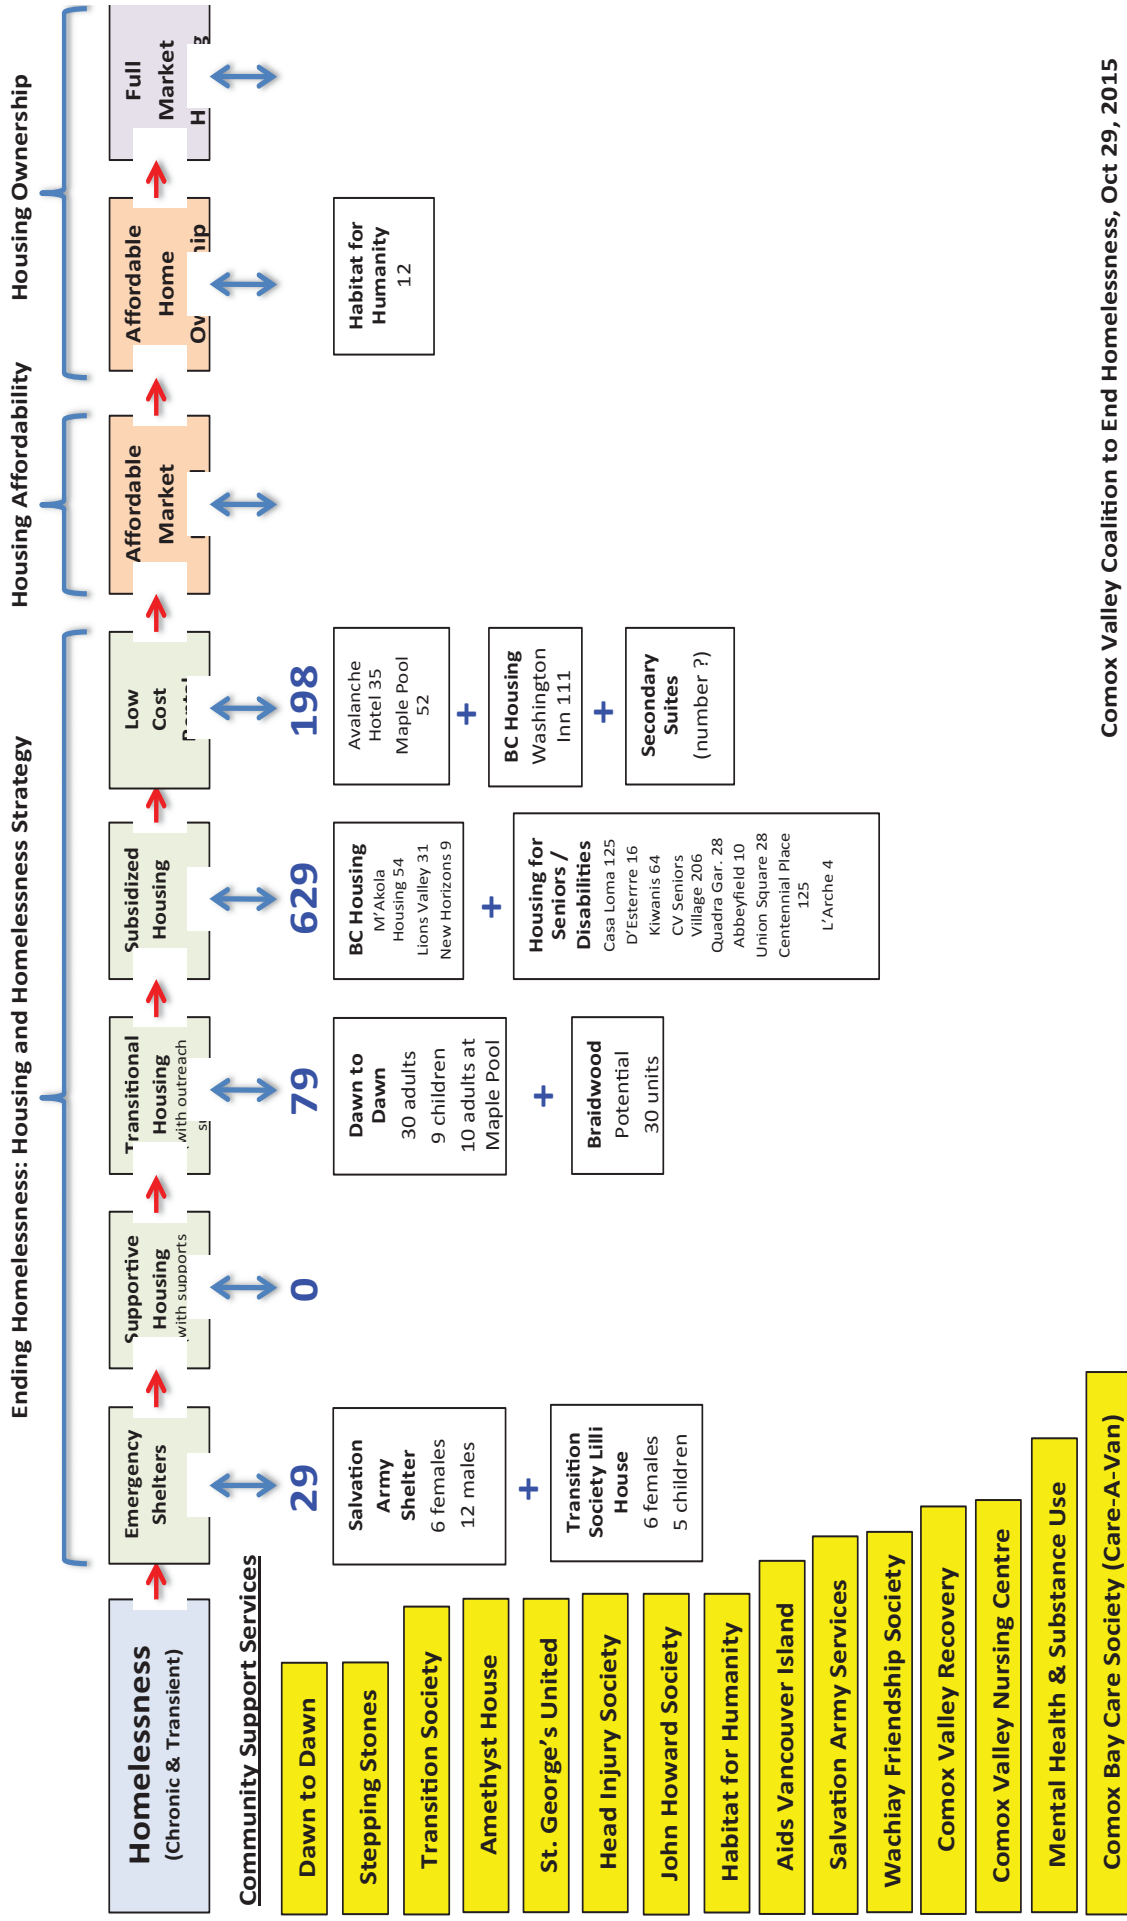 Ending Homelessness: Housing and Homelessness Strategy
Housing Affordability
Housing Ownership
Homelessness
(Chronic & Transient)
Emergency
Shelters
Supportive
Housing
(with supports
Transitional
Housing
with outreach
Subsidized
Housing
Low
Cost
Affordable
Market
Affordable
Home
Full
Market
Community Support Services
Dawn to Dawn
Stepping Stones
Transition Society
Amethyst House
St. George's United
Head Injury Society
John Howard Society
Habitat for Humanity
Aids Vancouver Island
Salvation Army Services
Wachiay Friendship Society
Comox Valley Recovery
Comox Valley Nursing Centre
Mental Health & Substance Use
Comox Bay Care Society (Care-A-Van)
29
Salvation
Army
Shelter
6 females
12 males
+
Transition
Society Lilli
House
6 females
5 children
0
79
Dawn to
Dawn
30 adults
9 children
10 adults at
Maple Pool
+
Braidwood
Potential
30 units
629
BC Housing
M'Akola
Housing 54
Lions Valley 31
New Horizons 9
+
Housing for
Seniors /
Disabilities
Casa Loma 125
D'Esterrre 16
Kiwanis 64
CV Seniors
Village 206
Quadra Gar. 28
Abbeyfield 10
Union Square 28
Centennial Place
125
L'Arche 4
198
Avalanche
Hotel 35
Maple Pool
52
+
BC Housing
Washington
Inn 111
+
Secondary
Suites
(number ?)
Habitat for
Humanity
12
Comox Valley Coalition to End Homelessness, Oct 29, 2015